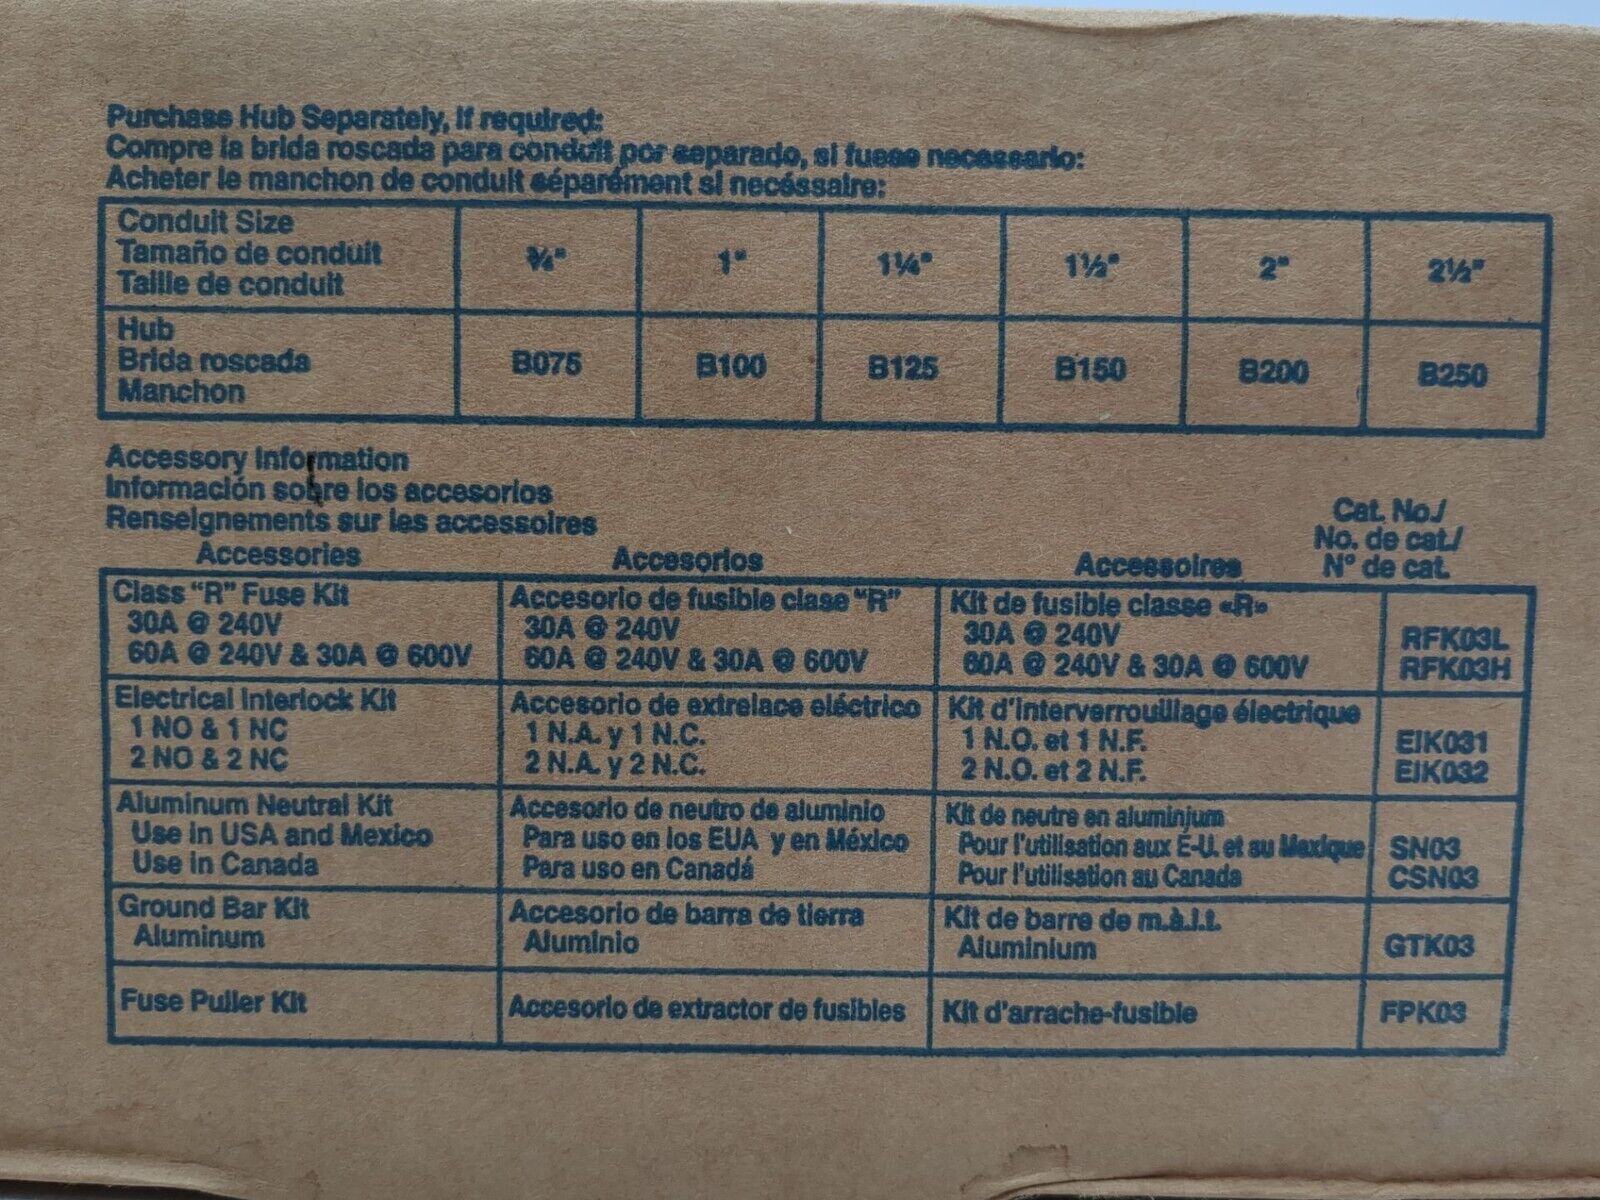 Purchase Hub Separately, if required:
Compre la brida roscada para conduit por separado, si fuese necesario:
Acheter le manchon de conduit séparément si nécessaire:
Conduit Size
Tamaño de conduit
Taille de conduit
¾" 1" 1¼" 1½" 2" 2½"
Hub
Brida roscada
Manchon
B075 B100 B125 B150 B200 B250
Accessory Information
Información sobre los accesorios
Renseignements sur les accessoires
Accessories Accesorios Accessoires
Cat. No./
No. de cat./
N° de cat.
Class "R" Fuse Kit
30A @ 240V
60A @ 240V & 30A @ 600V
Accesorio de fusible clase "R"
30A @ 240V
60A @ 240V & 30A @ 600V
Kit de fusible classe «R»
30A @ 240V
60A @ 240V & 30A @ 600V
RFK03L
RFK03H
Electrical Interlock Kit
1 NO & 1 NC
2 NO & 2 NC
Accesorio de extrelace eléctrico
1 N.A. y 1 N.C.
2 N.A. y 2 N.C.
Kit d'interverrouillage électrique
1 N.O. et 1 N.F.
2 N.O. et 2 N.F.
EIK031
EIK032
Aluminum Neutral Kit
Use in USA and Mexico
Use in Canada
Accesorio de neutro de aluminio
Para uso en los EUA y en México
Para uso en Canadá
Kit de neutre en aluminium
Pour l'utilisation aux É-U. et au Mexique
Pour l'utilisation au Canada
SN03
CSN03
Ground Bar Kit
Aluminum
Accesorio de barra de tierra
Aluminio
Kit de barre de m.à.l.t.
Aluminium
GTK03
Fuse Puller Kit
Accesorio de extractor de fusibles
Kit d'arrache-fusible
FPK03